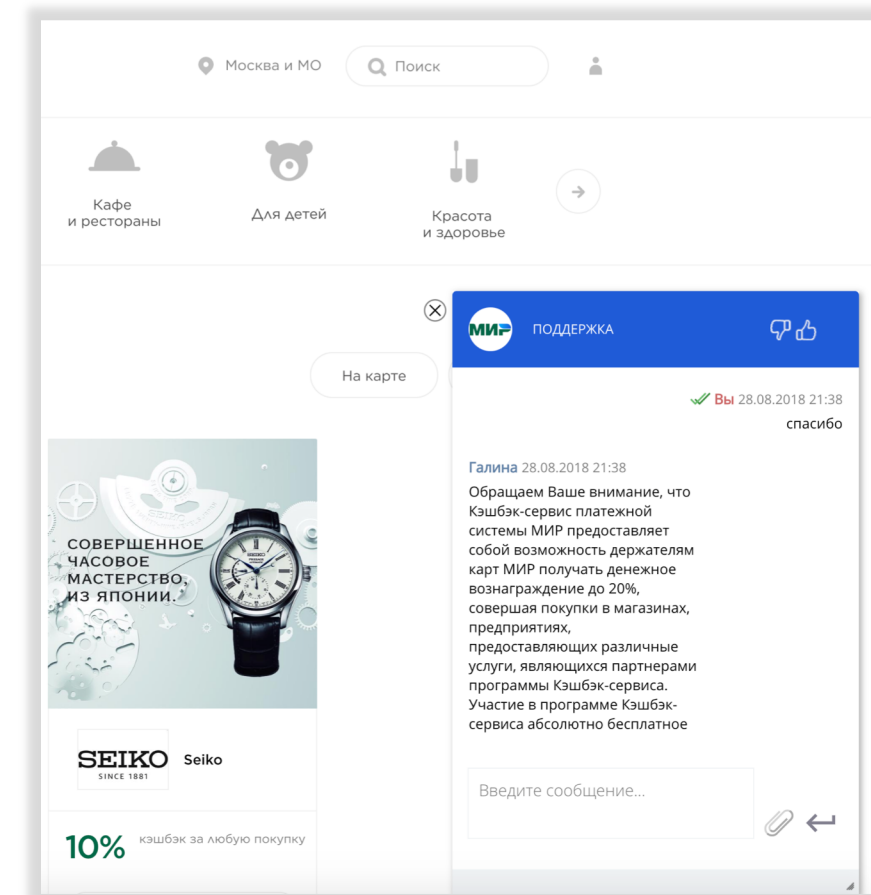 Москва и МО
Поиск
Кафе
и рестораны
Для детей
Красота
и здоровье
На карте
СОВЕРШЕННОЕ
ЧАСОВОЕ
МАСТЕРСТВО,
ИЗ ЯПОНИИ.
SEIKO
SEIKO
SINCE 1881
Seiko
10%
кэшбэк за любую покупку
МИР
ПОДДЕРЖКА
Вы 28.08.2018 21:38
спасибо
Галина 28.08.2018 21:38
Обращаем Ваше внимание, что
Кэшбэк-сервис платежной
системы МИР предоставляет
собой возможность держателям
карт МИР получать денежное
вознаграждение до 20%,
совершая покупки в магазинах,
предприятиях,
предоставляющих различные
услуги, являющихся партнерами
программы Кэшбэк-сервиса.
Участие в программе Кэшбэк-
сервиса абсолютно бесплатное
Введите сообщение...